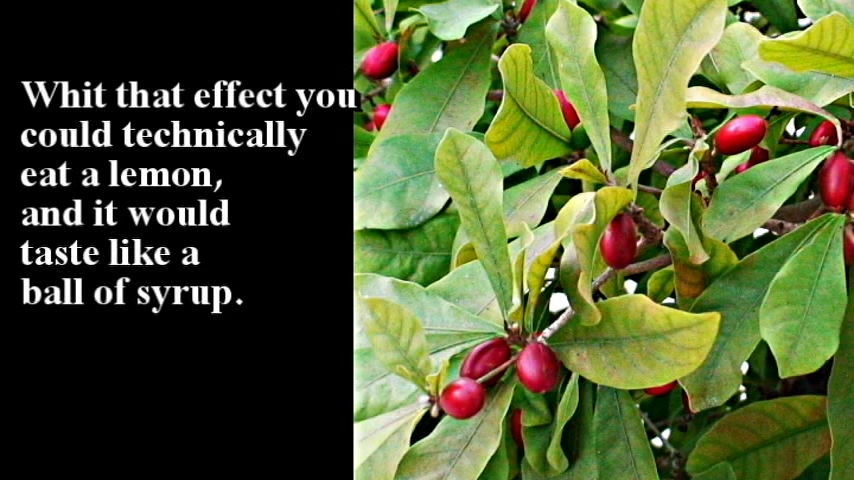 Whit that effect you
could technically
eat a lemon,
and it would
taste like a
ball of syrup.